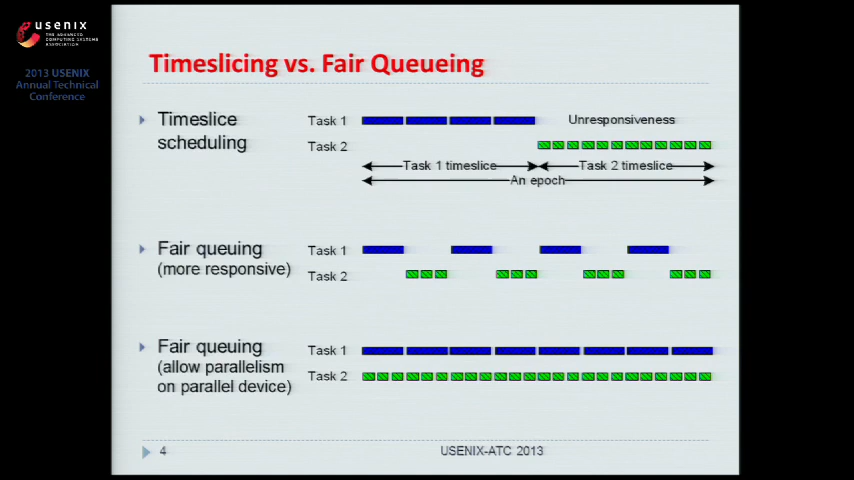 usenix
THE ADVANCED
COMPUTING SYSTEMS
ASSOCIATION
2013 USENIX
Annual Technical
Conference
Timeslicing vs. Fair Queueing
Timeslice
scheduling
Task 1
Unresponsiveness
Task 2
Task 1 timeslice
Task 2 timeslice
An epoch
Fair queuing
(more responsive)
Task 1
Task 2
Fair queuing
(allow parallelism
on parallel device)
Task 1
Task 2
4
USENIX-ATC 2013